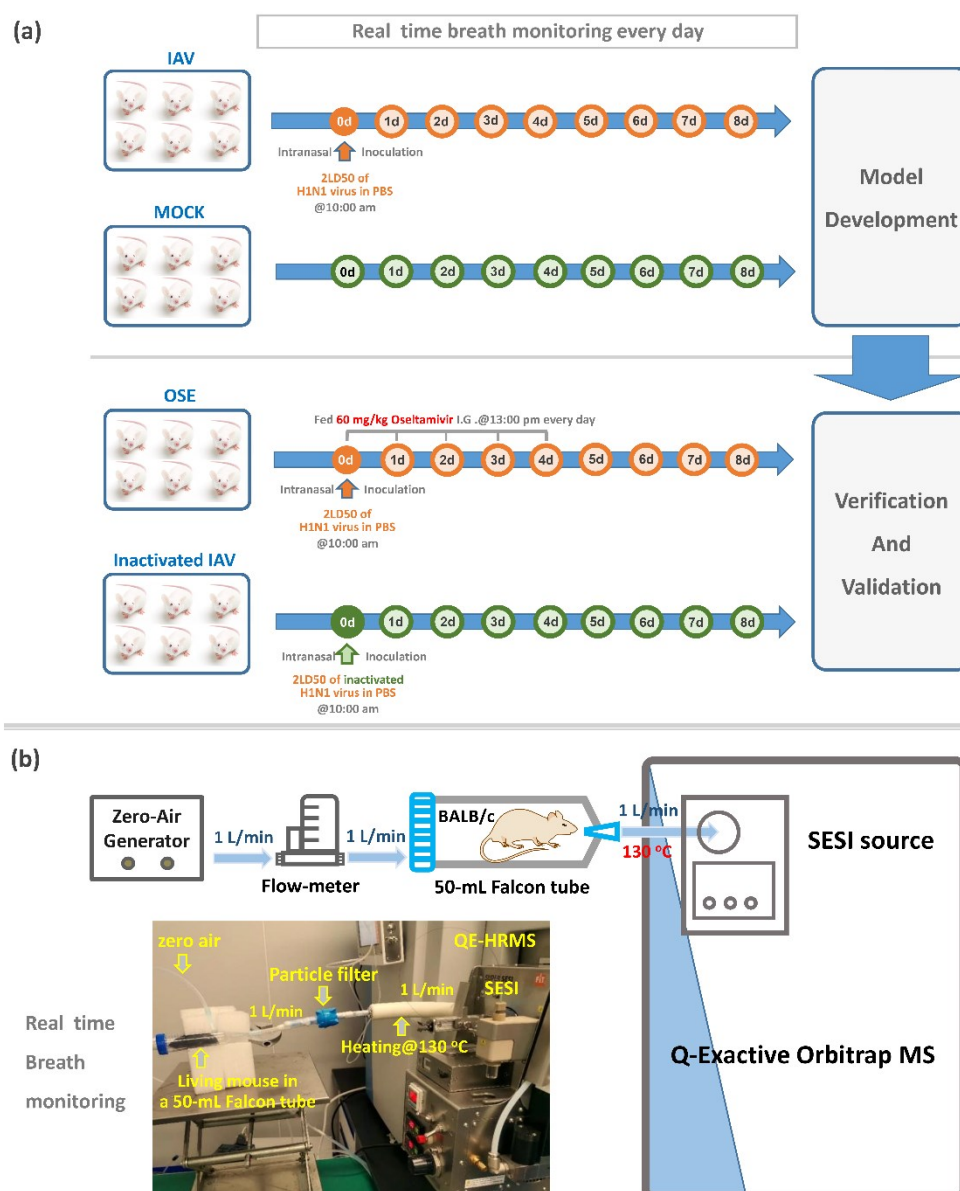 (a)
Real time breath monitoring every day
IAV
0d 1d 2d 3d 4d 5d 6d 7d 8d
Intranasal Inoculation
2LD50 of
H1N1 virus in PBS
@10:00 am
MOCK
0d 1d 2d 3d 4d 5d 6d 7d 8d
Model
Development
OSE
Fed 60 mg/kg Oseltamivir I.G .@13:00 pm every day
0d 1d 2d 3d 4d 5d 6d 7d 8d
Intranasal Inoculation
2LD50 of
H1N1 virus in PBS
@10:00 am
Inactivated IAV
0d 1d 2d 3d 4d 5d 6d 7d 8d
Intranasal Inoculation
2LD50 of inactivated
H1N1 virus in PBS
@10:00 am
Verification
And
Validation
(b)
Zero-Air
Generator
1 L/min
Flow-meter
1 L/min
BALB/c
50-mL Falcon tube
1 L/min
130 °C
SESI source
Q-Exactive Orbitrap MS
Real time
Breath
monitoring
zero air
QE-HRMS
Particle filter
1 L/min
1 L/min
SESI
Heating@130 °C
Living mouse in
a 50-mL Falcon tube